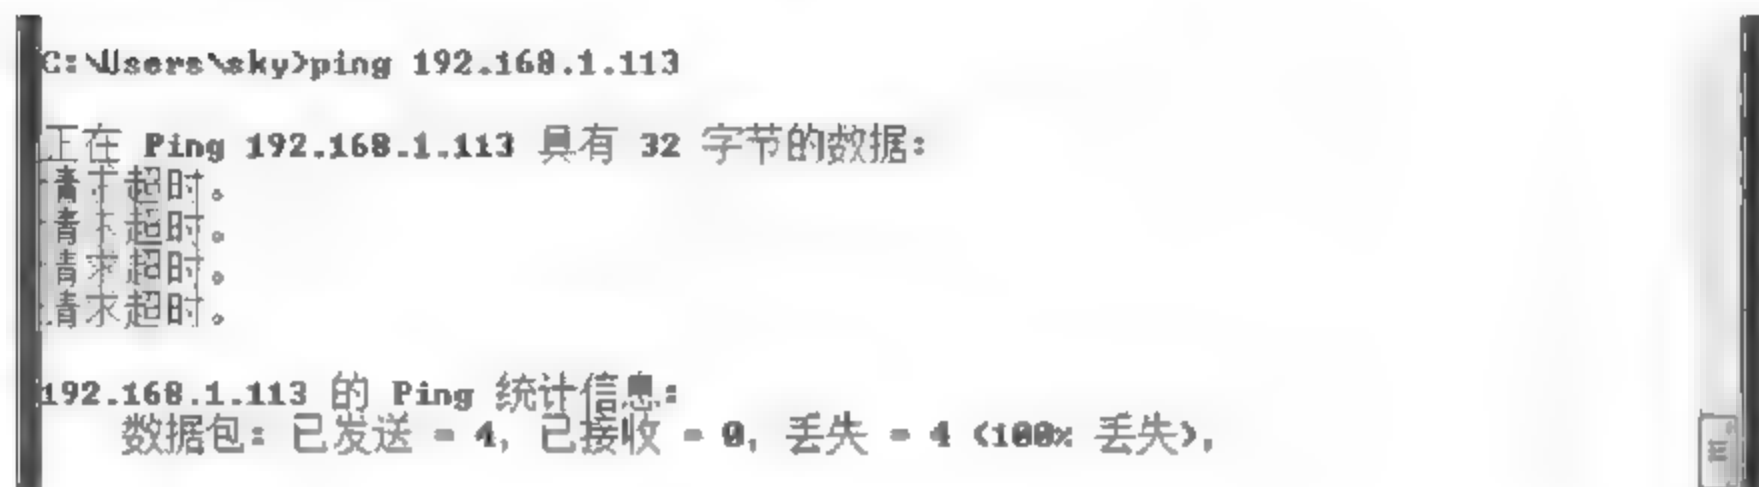 C:\Users\sky>ping 192.168.1.113
正在 Ping 192.168.1.113 具有 32 字节的数据:
请求超时。
请求超时。
请求超时。
请求超时。
192.168.1.113 的 Ping 统计信息:
数据包: 已发送 = 4, 已接收 = 0, 丢失 = 4 (100% 丢失),